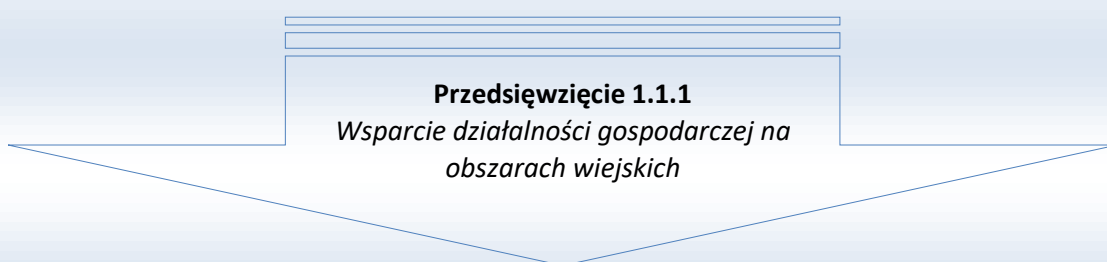 Przedsięwzięcie 1.1.1
Wsparcie działalności gospodarczej na
obszarach wiejskich